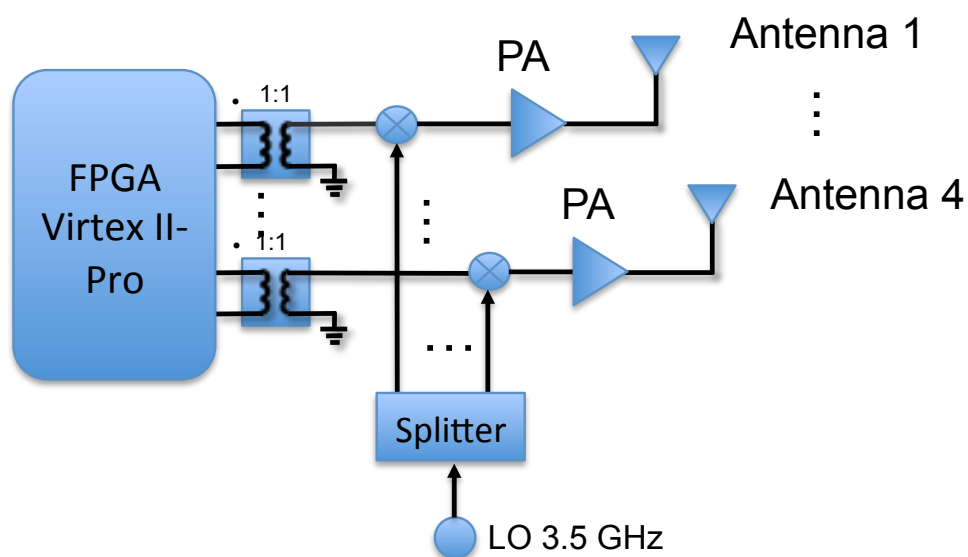 Antenna 1
PA
1:1
FPGA
Virtex II-
Pro
Antenna 4
PA
1:1
Splitter
LO 3.5 GHz